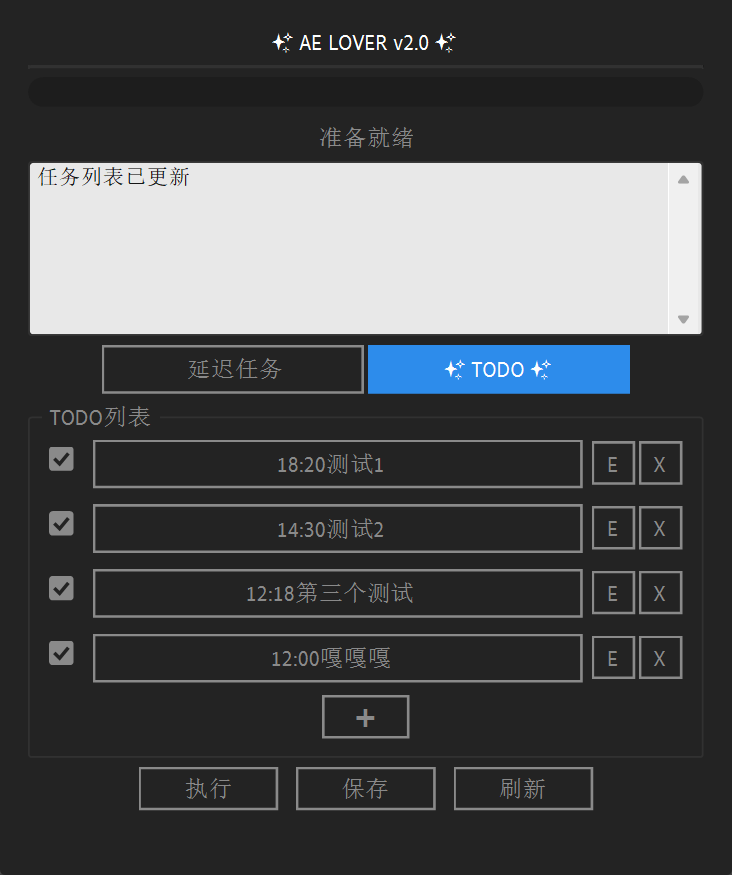 AE LOVER v2.0
准备就绪
任务列表已更新
延迟任务 TODO
TODO列表
18:20测试1 E X
14:30测试2 E X
12:18第三个测试 E X
12:00嘎嘎嘎 E X
+
执行 保存 刷新